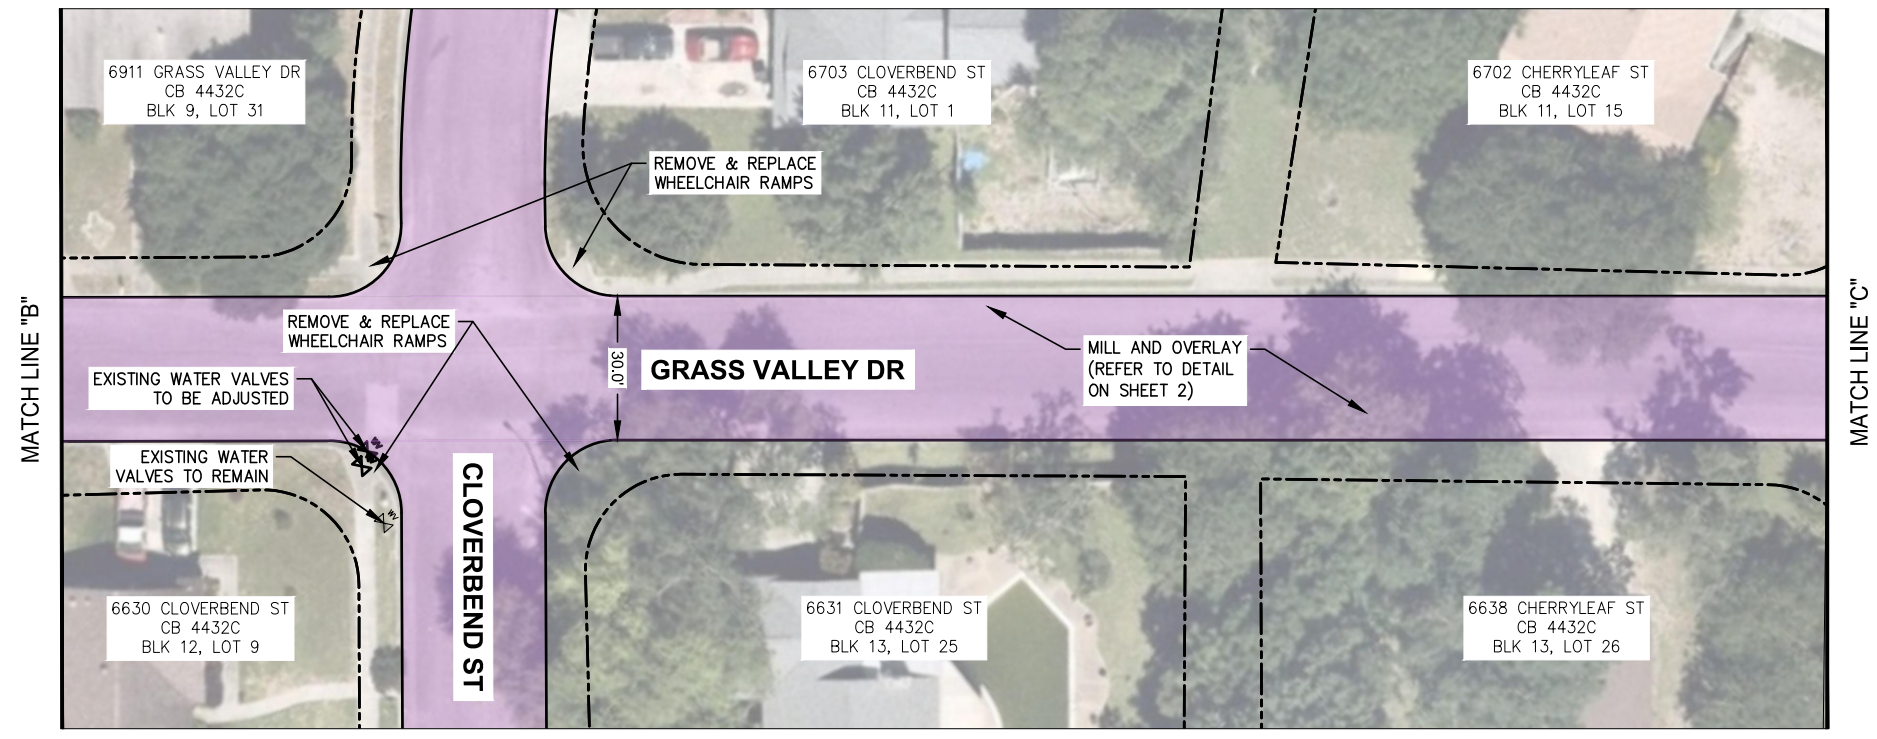 6911 GRASS VALLEY DR
CB 4432C
BLK 9, LOT 31
6703 CLOVERBEND ST
CB 4432C
BLK 11, LOT 1
6702 CHERRYLEAF ST
CB 4432C
BLK 11, LOT 15
REMOVE & REPLACE
WHEELCHAIR RAMPS
MATCH LINE "B"
REMOVE & REPLACE
WHEELCHAIR RAMPS
30.0'
GRASS VALLEY DR
MILL AND OVERLAY
(REFER TO DETAIL
ON SHEET 2)
MATCH LINE "C"
EXISTING WATER VALVES
TO BE ADJUSTED
WV
EXISTING WATER
VALVES TO REMAIN
WV
CLOVERBEND ST
6630 CLOVERBEND ST
CB 4432C
BLK 12, LOT 9
6631 CLOVERBEND ST
CB 4432C
BLK 13, LOT 25
6638 CHERRYLEAF ST
CB 4432C
BLK 13, LOT 26